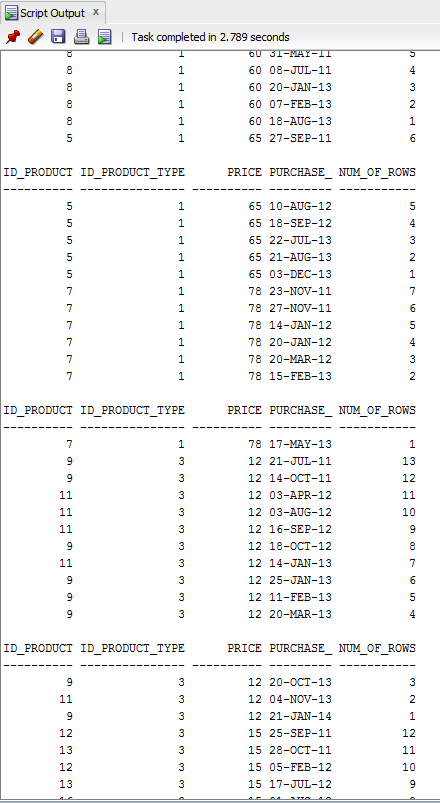 Script Output x
Task completed in 2.789 seconds
8 1 60 31-MAY-11 5
8 1 60 08-JUL-11 4
8 1 60 20-JAN-13 3
8 1 60 07-FEB-13 2
8 1 60 18-AUG-13 1
5 1 65 27-SEP-11 6
ID_PRODUCT ID_PRODUCT_TYPE PRICE PURCHASE_ NUM_OF_ROWS
---------- --------------- ---------- --------- -----------
5 1 65 10-AUG-12 5
5 1 65 18-SEP-12 4
5 1 65 22-JUL-13 3
5 1 65 21-AUG-13 2
5 1 65 03-DEC-13 1
7 1 78 23-NOV-11 7
7 1 78 27-NOV-11 6
7 1 78 14-JAN-12 5
7 1 78 20-JAN-12 4
7 1 78 20-MAR-12 3
7 1 78 15-FEB-13 2
ID_PRODUCT ID_PRODUCT_TYPE PRICE PURCHASE_ NUM_OF_ROWS
---------- --------------- ---------- --------- -----------
7 1 78 17-MAY-13 1
9 3 12 21-JUL-11 13
9 3 12 14-OCT-11 12
11 3 12 03-APR-12 11
11 3 12 03-AUG-12 10
11 3 12 16-SEP-12 9
9 3 12 18-OCT-12 8
11 3 12 14-JAN-13 7
9 3 12 25-JAN-13 6
9 3 12 11-FEB-13 5
9 3 12 20-MAR-13 4
ID_PRODUCT ID_PRODUCT_TYPE PRICE PURCHASE_ NUM_OF_ROWS
---------- --------------- ---------- --------- -----------
9 3 12 20-OCT-13 3
11 3 12 04-NOV-13 2
9 3 12 21-JAN-14 1
12 3 15 25-SEP-11 12
13 3 15 28-OCT-11 11
12 3 15 05-FEB-12 10
13 3 15 17-JUL-12 9